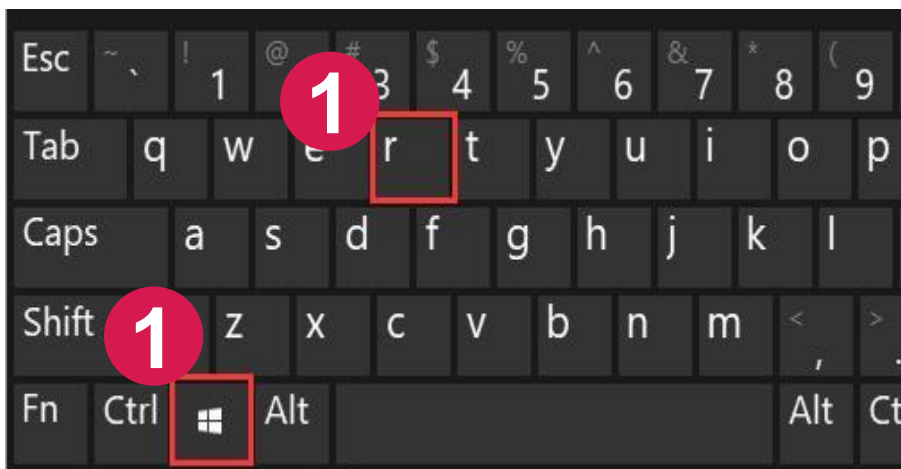 Esc ~ ` ! 1 @ # 3 $ 4 % 5 ^ 6 & 7 * 8 ( 9
1
Tab q w e r t y u i o p
Caps a s d f g h j k l
Shift 1 z x c v b n m < , > .
Fn Ctrl Alt Alt Ct